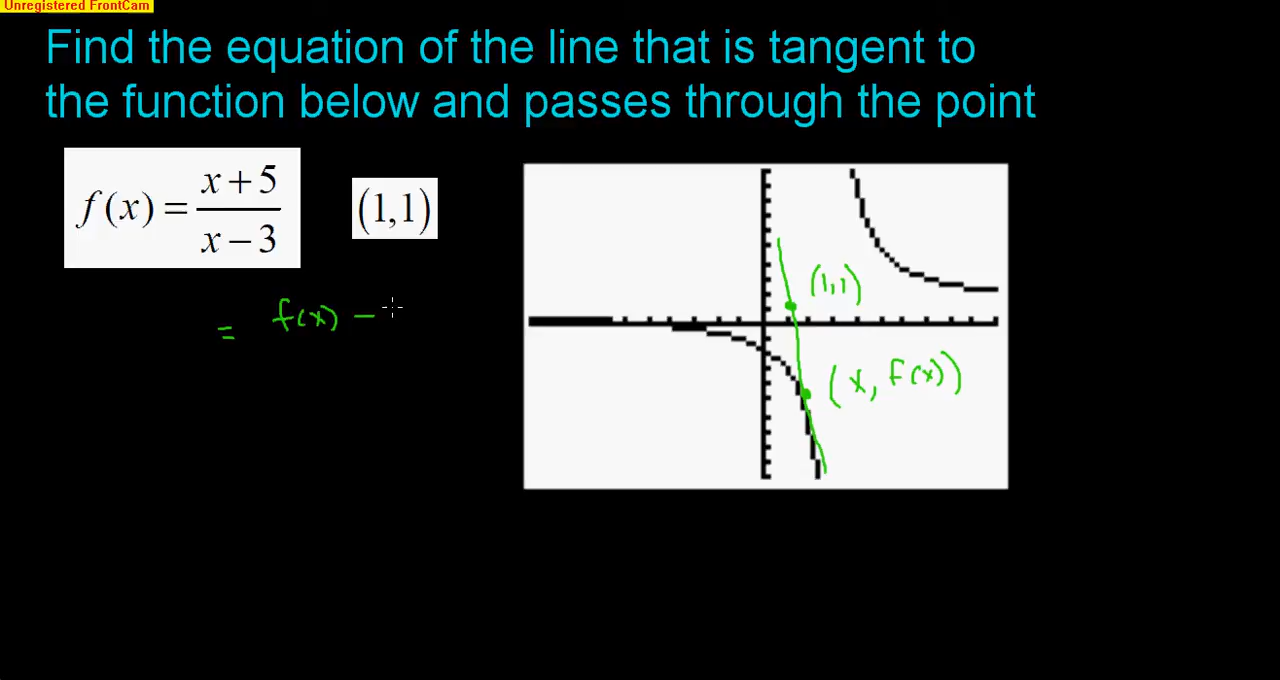 Unregistered FrontCam
Find the equation of the line that is tangent to
the function below and passes through the point
f(x) = (x+5)/(x−3)
(1,1)
= f(x) −
(1,1)
(x, f(x))